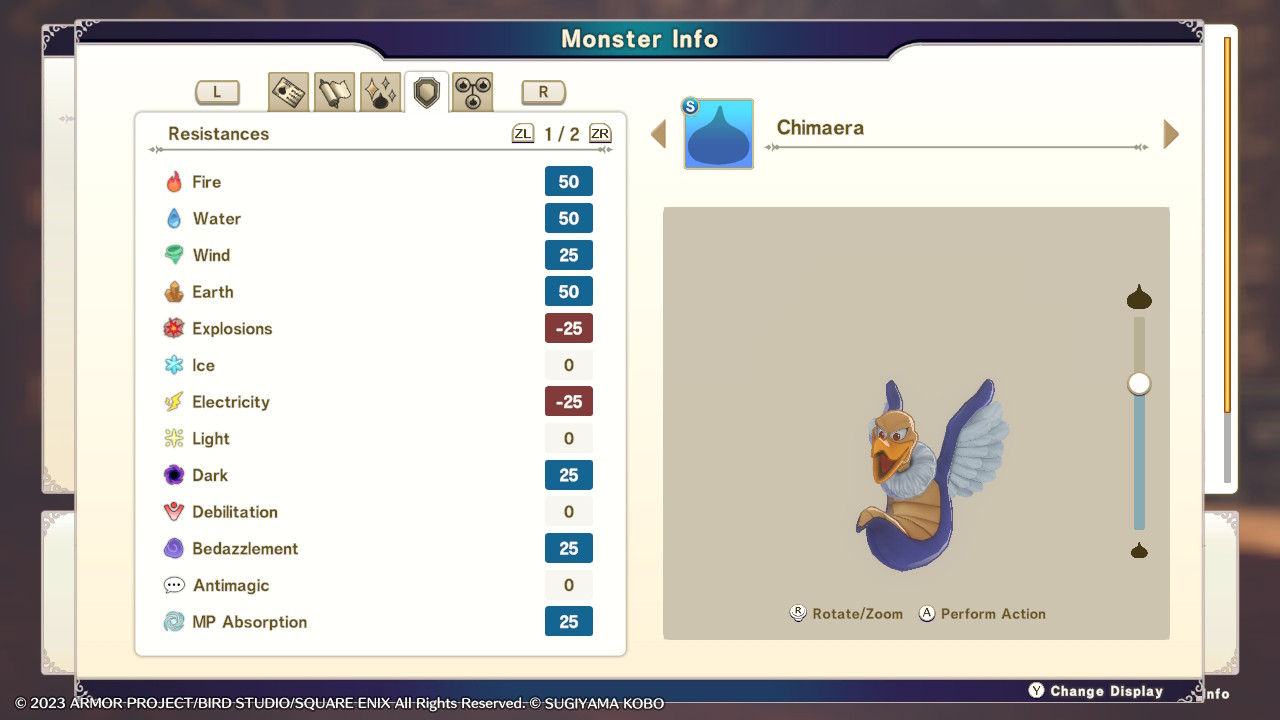 Monster Info
L R
Resistances ZL 1 / 2 ZR
Fire 50
Water 50
Wind 25
Earth 50
Explosions -25
Ice 0
Electricity -25
Light 0
Dark 25
Debilitation 0
Bedazzlement 25
Antimagic 0
MP Absorption 25
S
Chimaera
R Rotate/Zoom A Perform Action
Y Change Display
nfo
© 2023 ARMOR PROJECT/BIRD STUDIO/SQUARE ENIX All Rights Reserved. © SUGIYAMA KOBO